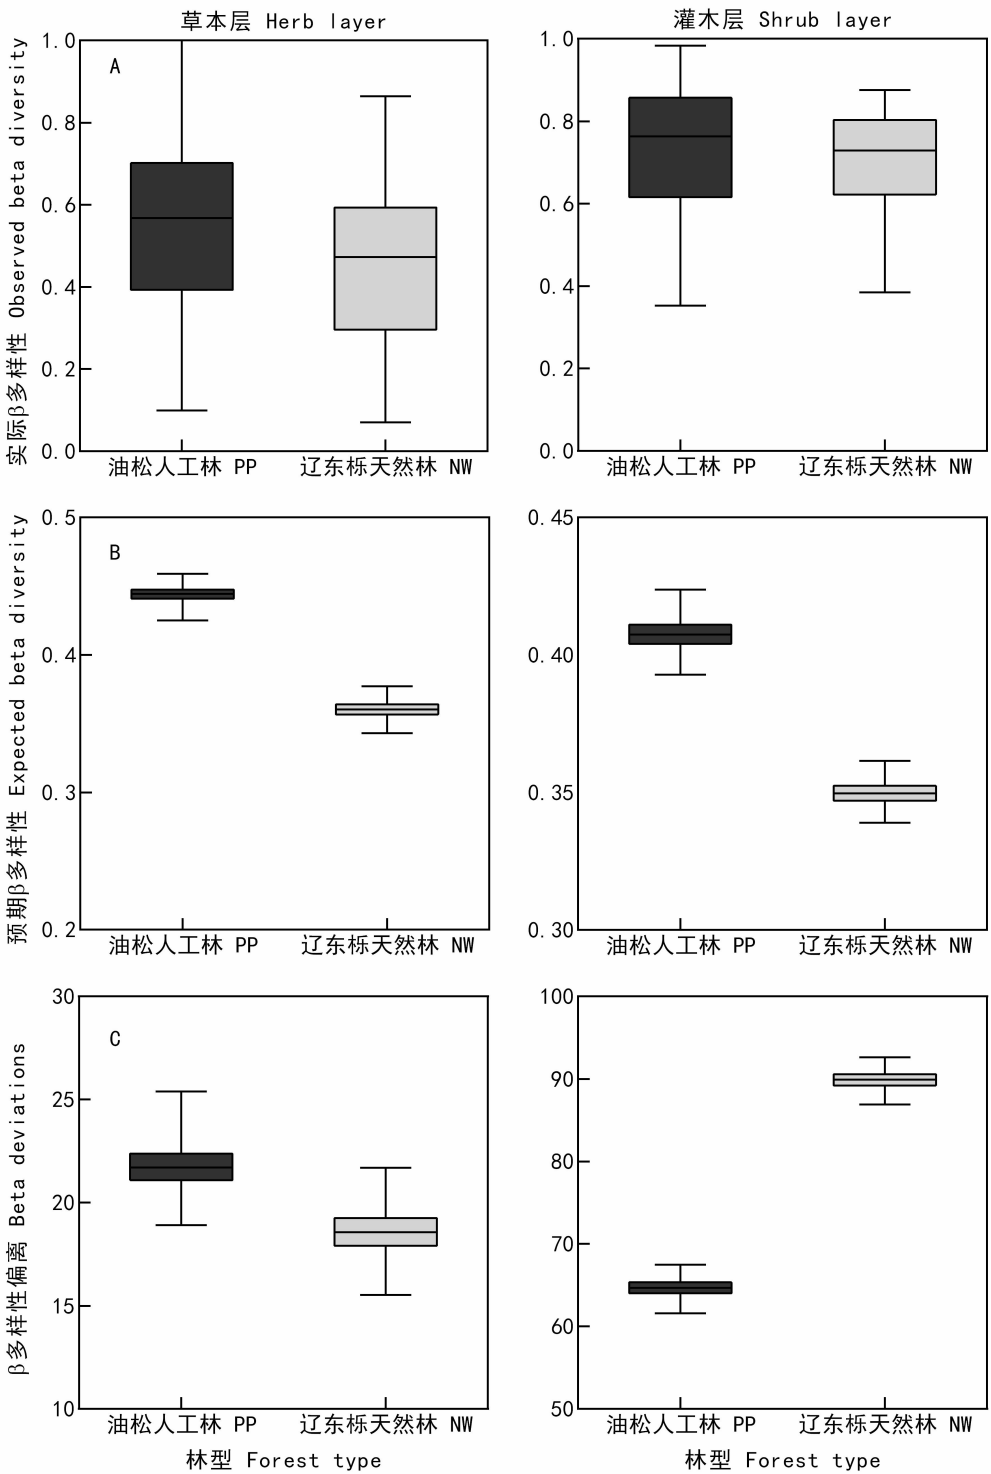 草本层 Herb layer
灌木层 Shrub layer
实际β多样性 Observed beta diversity
A
1.0
0.8
0.6
0.4
0.2
0.0
油松人工林 PP
辽东栎天然林 NW
1.0
0.8
0.6
0.4
0.2
0.0
油松人工林 PP
辽东栎天然林 NW
预期β多样性 Expected beta diversity
B
0.5
0.4
0.3
0.2
油松人工林 PP
辽东栎天然林 NW
0.45
0.40
0.35
0.30
油松人工林 PP
辽东栎天然林 NW
β多样性偏离 Beta deviations
C
30
25
20
15
10
油松人工林 PP
辽东栎天然林 NW
林型 Forest type
100
90
80
70
60
50
油松人工林 PP
辽东栎天然林 NW
林型 Forest type